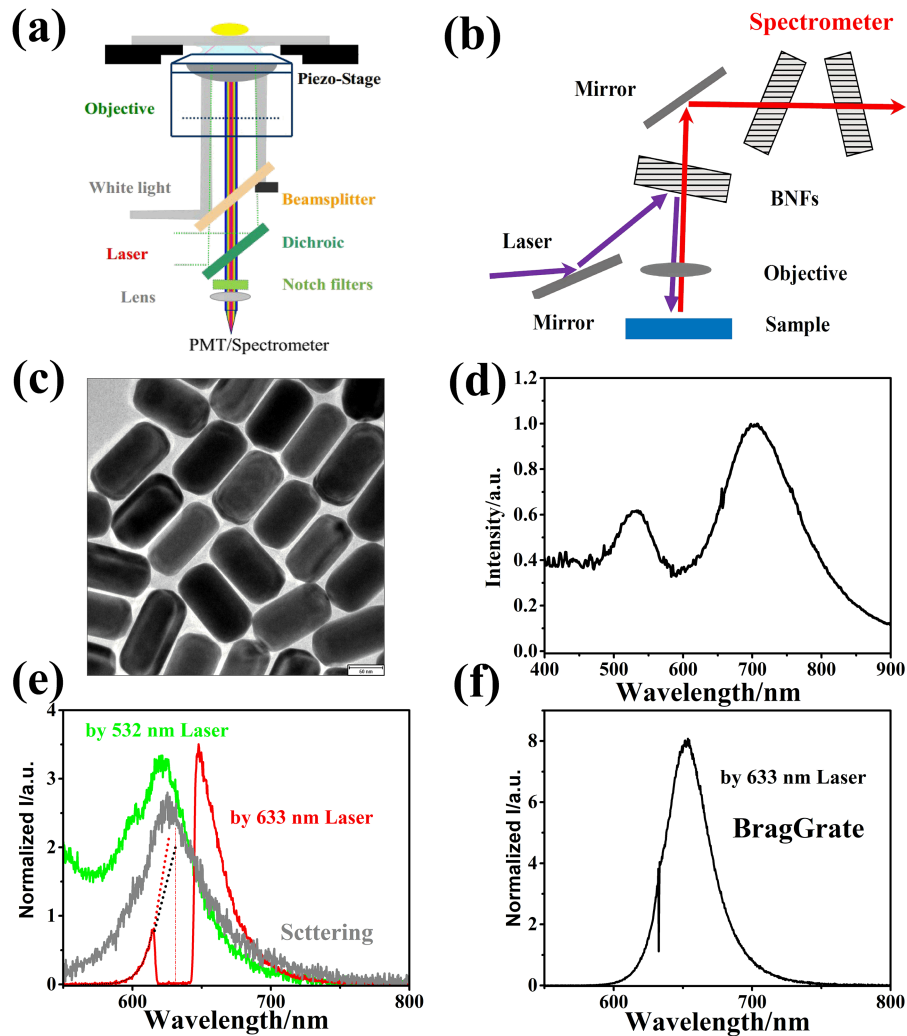 (a)
Piezo-Stage
Objective
White light
Beamsplitter
Laser
Dichroic
Notch filters
Lens
PMT/Spectrometer
(b)
Spectrometer
Mirror
BNFs
Laser
Objective
Mirror
Sample
(c)
50 nm
(d)
1.2
1.0
0.8
0.6
0.4
0.2
0.0
Intensity/a.u.
400 500 600 700 800 900
Wavelength/nm
(e)
4
3
2
1
0
Normalized I/a.u.
by 532 nm Laser
by 633 nm Laser
Scttering
600 700 800
Wavelength/nm
(f)
8
6
4
2
0
Normalized I/a.u.
by 633 nm Laser
BragGrate
600 700 800
Wavelength/nm